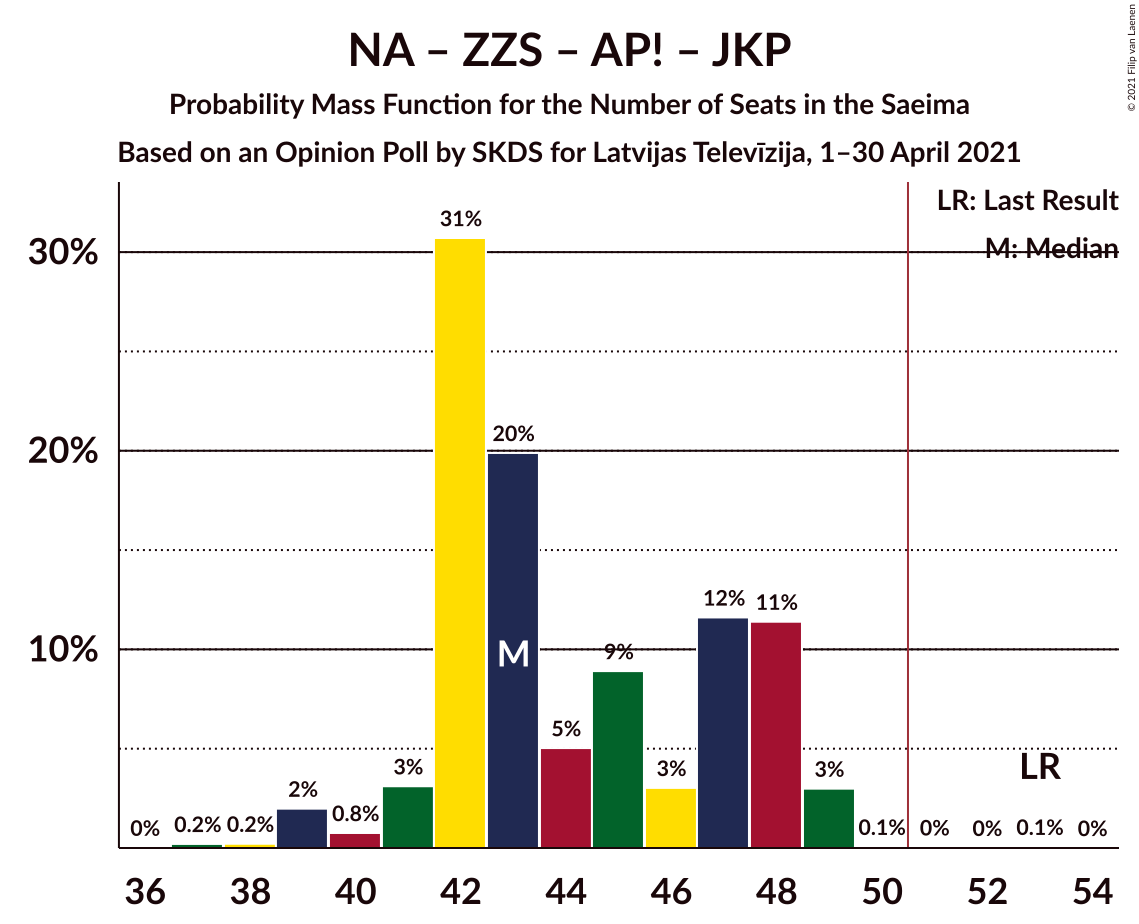 NA – ZZS – AP! – JKP
Probability Mass Function for the Number of Seats in the Saeima
Based on an Opinion Poll by SKDS for Latvijas Televīzija, 1–30 April 2021
© 2021 Filip van Laenen
LR: Last Result
M: Median
30%
20%
10%
0% 0.2% 0.2% 2% 0.8% 3% 31% 20% 5% 9% 3% 12% 11% 3% 0.1% 0% 0% 0.1% 0%
M
LR
36 38 40 42 44 46 48 50 52 54